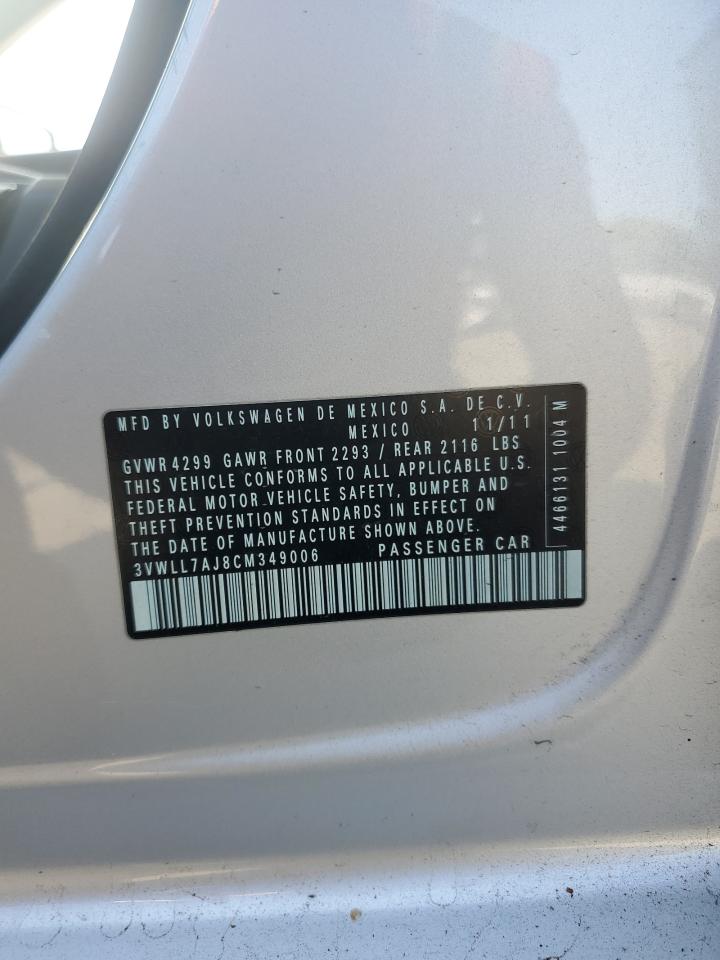 MFD BY VOLKSWAGEN DE MEXICO S.A. DE C.V.
MEXICO 11/11
GVWR 4299 GAWR FRONT 2293 / REAR 2116 LBS
THIS VEHICLE CONFORMS TO ALL APPLICABLE U.S.
FEDERAL MOTOR VEHICLE SAFETY, BUMPER AND
THEFT PREVENTION STANDARDS IN EFFECT ON
THE DATE OF MANUFACTURE SHOWN ABOVE.
3VWLL7AJ8CM349006 PASSENGER CAR
4466131 1004 M